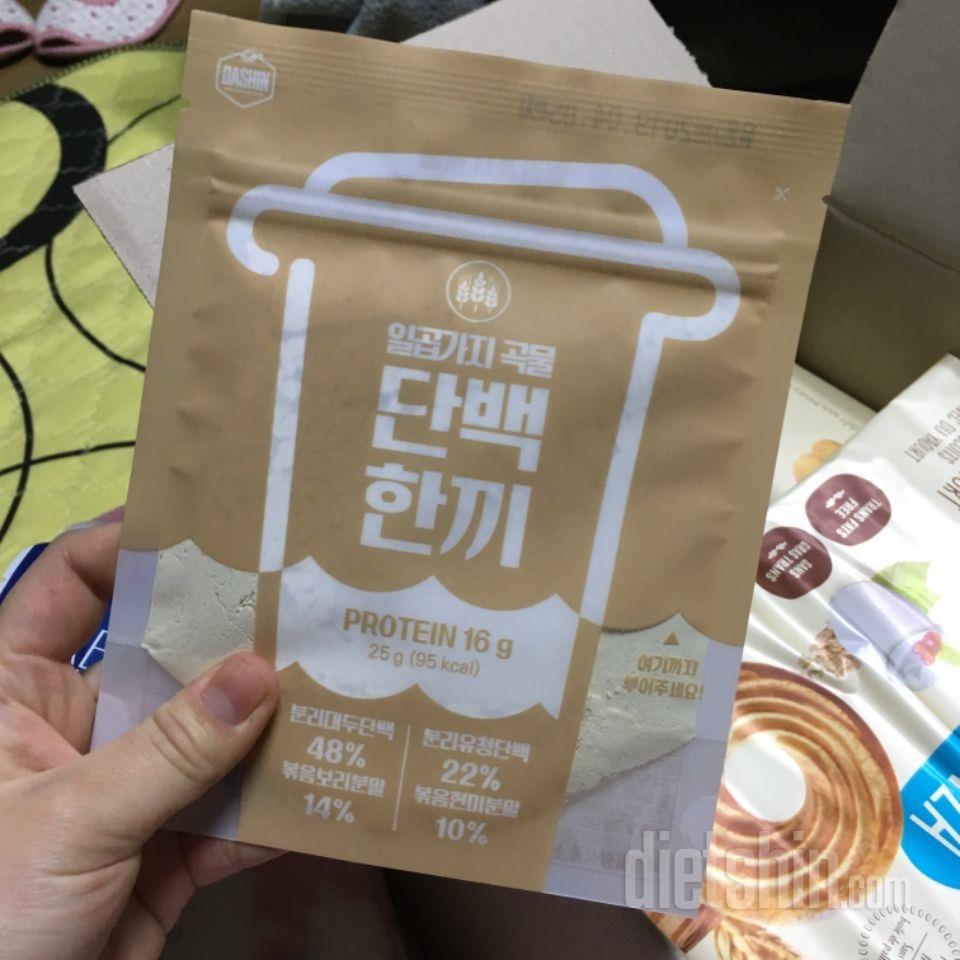 DASHIN
일곱가지 곡물
단백
한끼
PROTEIN 16 g
25 g (95 kcal)
여기까지
부어주세요!
분리대두단백
48%
볶음보리분말
14%
분리유청단백
22%
볶음현미분말
10%
TRANS FATS
FREE
SANS
GRAS TRANS
dietshin.com